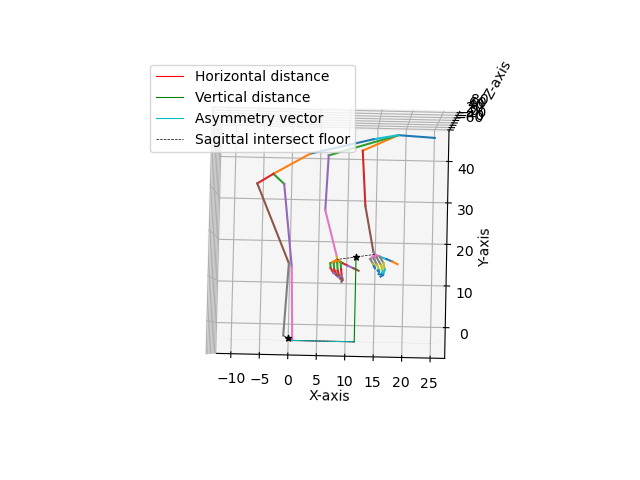 Horizontal distance
Vertical distance
Asymmetry vector
Sagittal intersect floor
Z-axis
40
30
20
10
0
Y-axis
−10 −5 0 5 10 15 20 25
X-axis